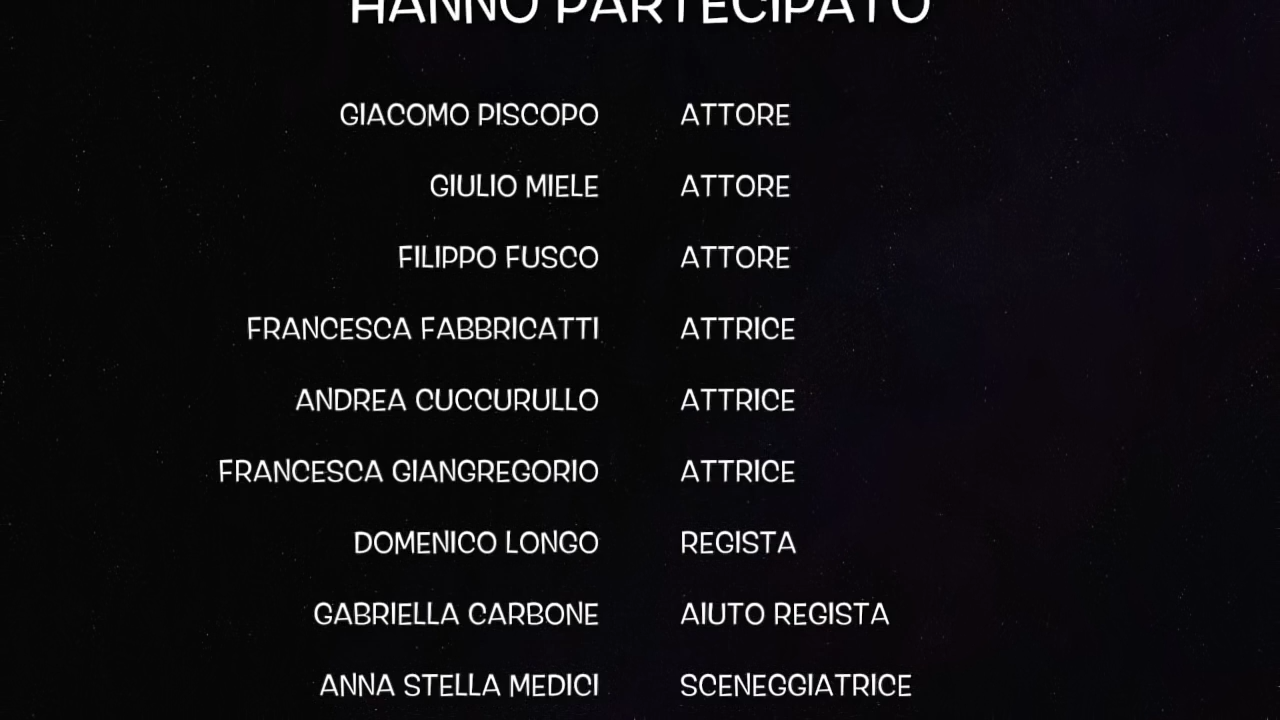 HANNO PARTECIPATO
GIACOMO PISCOPO ATTORE
GIULIO MIELE ATTORE
FILIPPO FUSCO ATTORE
FRANCESCA FABBRICATTI ATTRICE
ANDREA CUCCURULLO ATTRICE
FRANCESCA GIANGREGORIO ATTRICE
DOMENICO LONGO REGISTA
GABRIELLA CARBONE AIUTO REGISTA
ANNA STELLA MEDICI SCENEGGIATRICE